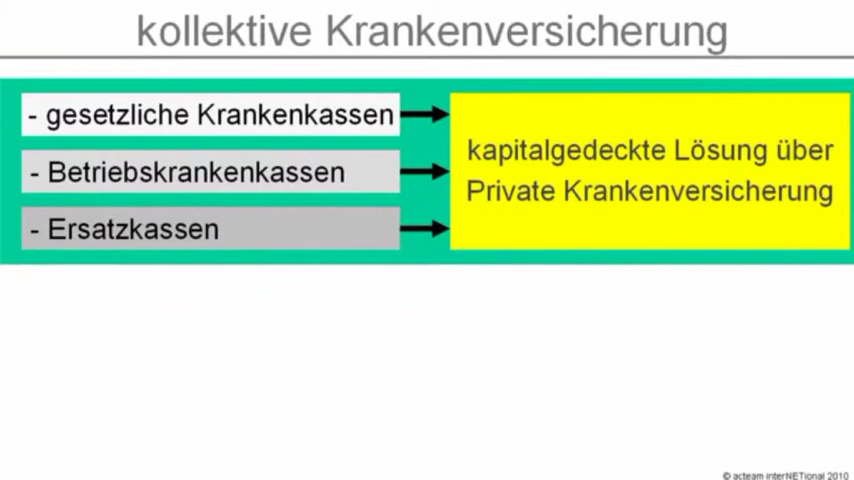 kollektive Krankenversicherung
- gesetzliche Krankenkassen
- Betriebskrankenkassen
- Ersatzkassen
kapitalgedeckte Lösung über
Private Krankenversicherung
© acteam interNETional 2010